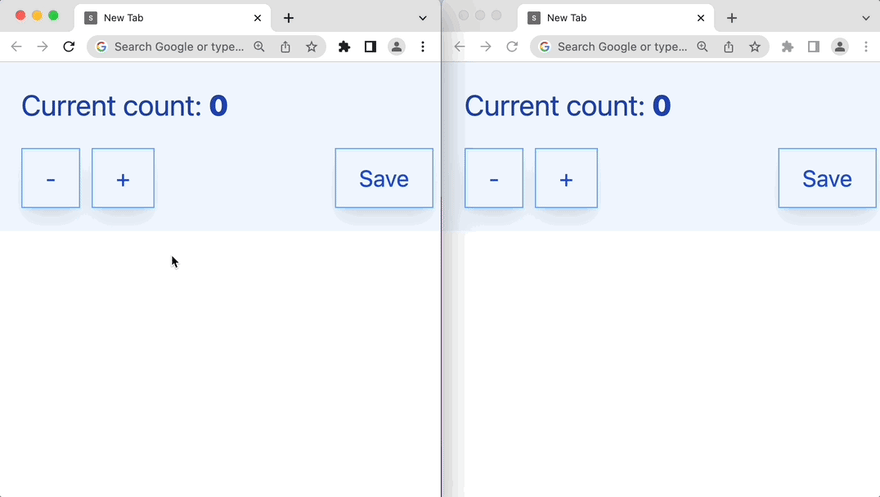 S New Tab
S New Tab
G Search Google or type...
G Search Google or type...
Current count: 0
Current count: 0
- + Save
- + Save